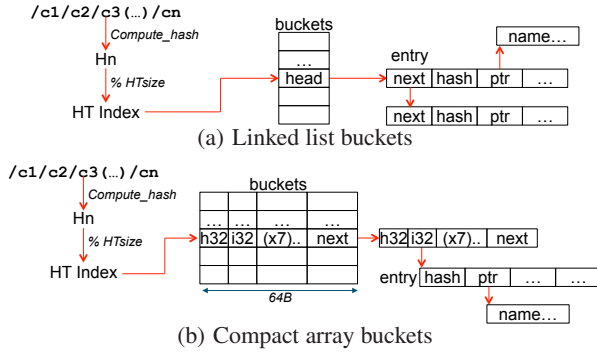 /c1/c2/c3(…)/cn
Compute_hash
Hn
% HTsize
HT Index
buckets
…
head
entry
name…
next hash ptr …
next hash ptr …
(a) Linked list buckets
/c1/c2/c3(…)/cn
Compute_hash
Hn
% HTsize
HT Index
buckets
… … … …
h32 i32 (x7).. next
64B
h32 i32 (x7).. next
entry hash ptr … …
name…
(b) Compact array buckets